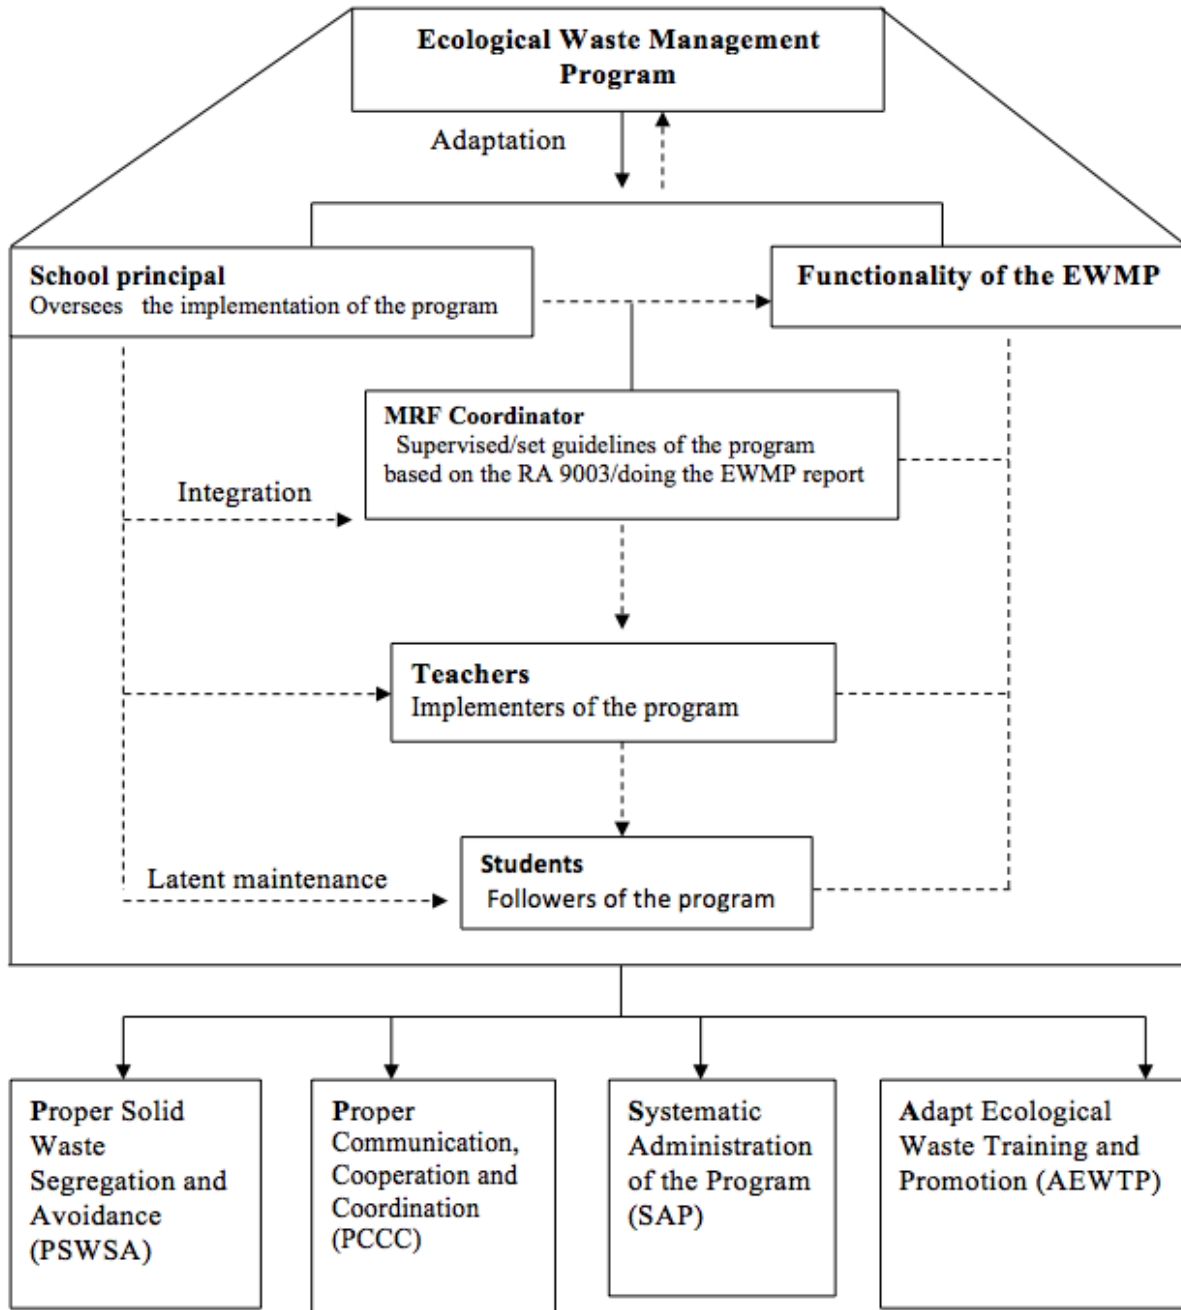 Ecological Waste Management
Program
Adaptation
School principal
Oversees the implementation of the program
Functionality of the EWMP
MRF Coordinator
Supervised/set guidelines of the program
based on the RA 9003/doing the EWMP report
Integration
Teachers
Implementers of the program
Latent maintenance
Students
Followers of the program
Proper Solid
Waste
Segregation and
Avoidance
(PSWSA)
Proper
Communication,
Cooperation and
Coordination
(PCCC)
Systematic
Administration
of the Program
(SAP)
Adapt Ecological
Waste Training and
Promotion (AEWTP)